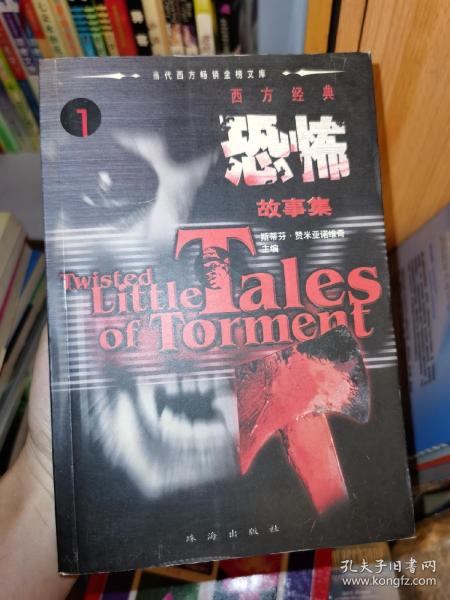 当代西方畅销金榜文库
西方经典
1
恐怖
故事集
斯蒂芬·赞米亚诺维奇
主编
Twisted
Little Tales
of Torment
珠海出版社
孔夫子旧书网
www.kongfz.com